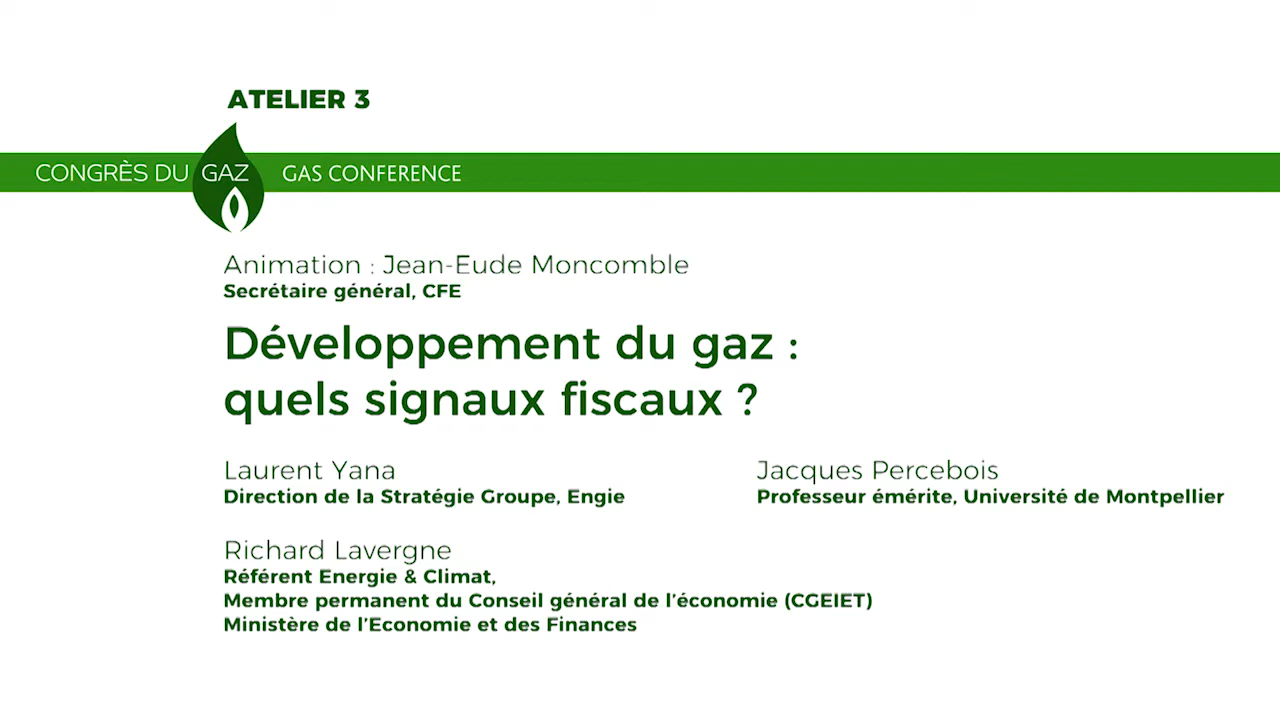 ATELIER 3
CONGRÈS DU GAZ GAS CONFERENCE
Animation : Jean-Eude Moncomble
Secrétaire général, CFE
Développement du gaz :
quels signaux fiscaux ?
Laurent Yana
Direction de la Stratégie Groupe, Engie
Jacques Percebois
Professeur émérite, Université de Montpellier
Richard Lavergne
Référent Energie & Climat,
Membre permanent du Conseil général de l’économie (CGEIET)
Ministère de l’Economie et des Finances